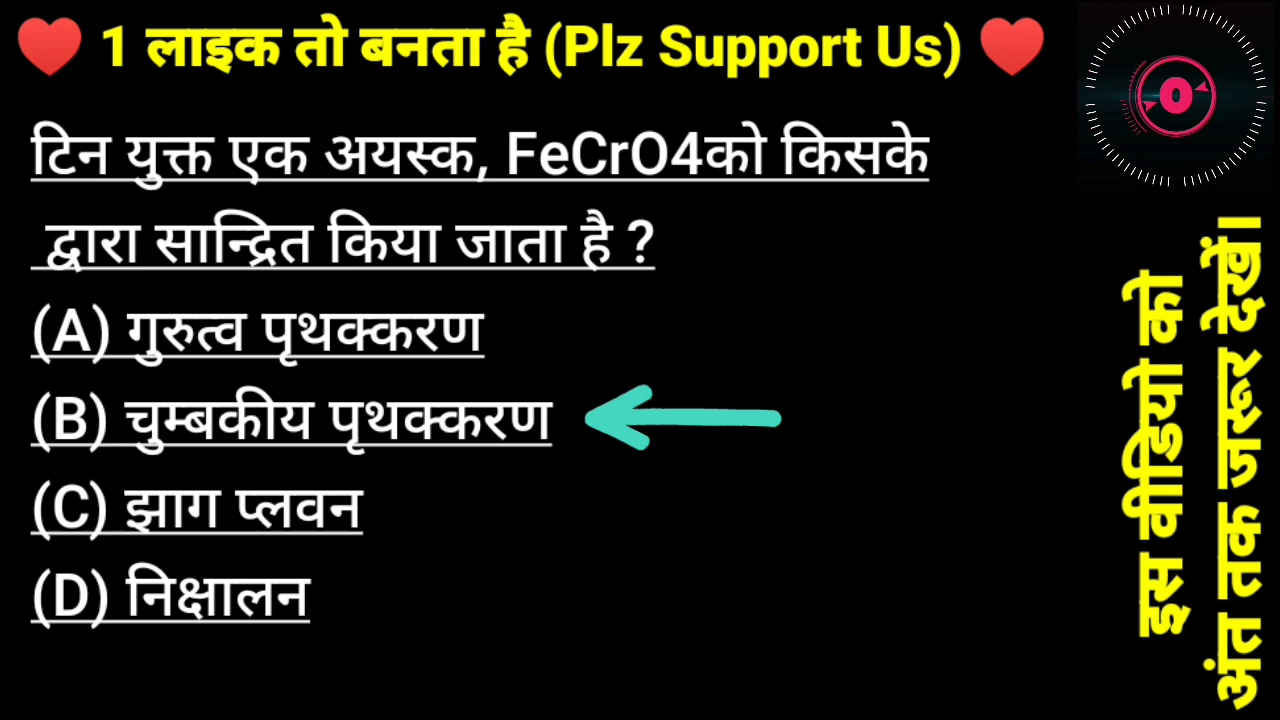 ♥ 1 लाइक तो बनता है (Plz Support Us) ♥
0
टिन युक्त एक अयस्क, FeCrO4को किसके
द्वारा सान्द्रित किया जाता है ?
(A) गुरुत्व पृथक्करण
(B) चुम्बकीय पृथक्करण
(C) झाग प्लवन
(D) निक्षालन
इस वीडियो को
अंत तक जरूर देखें।